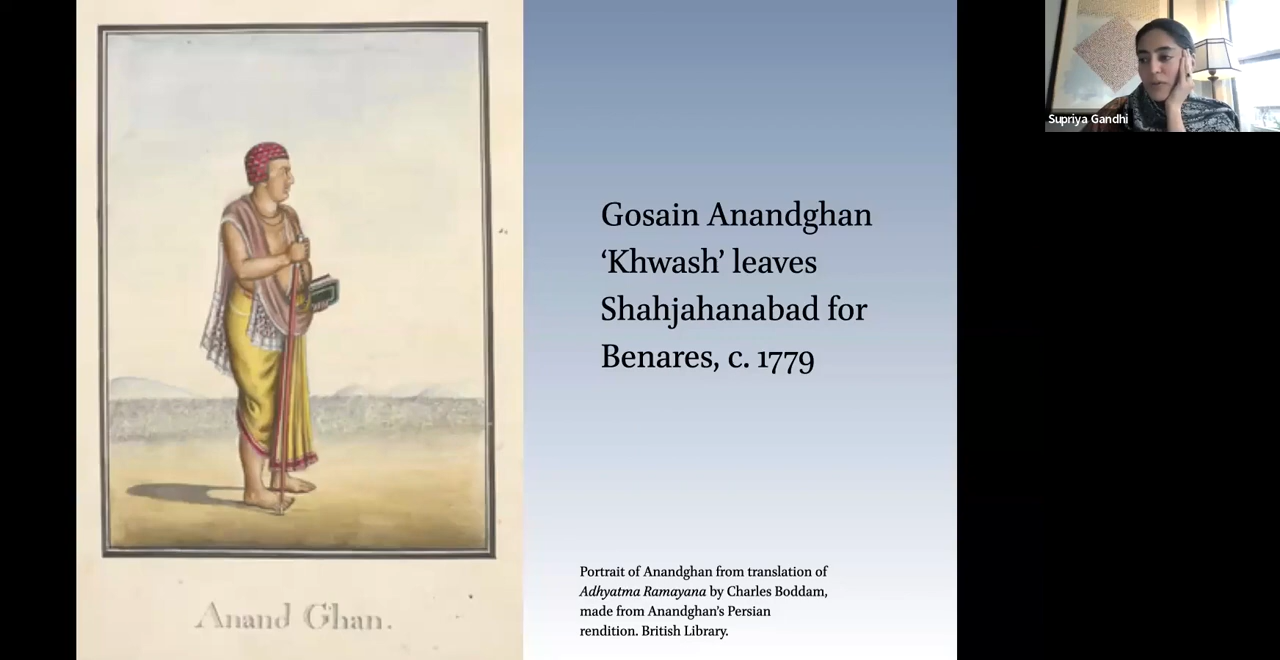 Anand Ghan.
Gosain Anandghan
‘Khwash’ leaves
Shahjahanabad for
Benares, c. 1779
Portrait of Anandghan from translation of
Adhyatma Ramayana by Charles Boddam,
made from Anandghan's Persian
rendition. British Library.
Supriya Gandhi